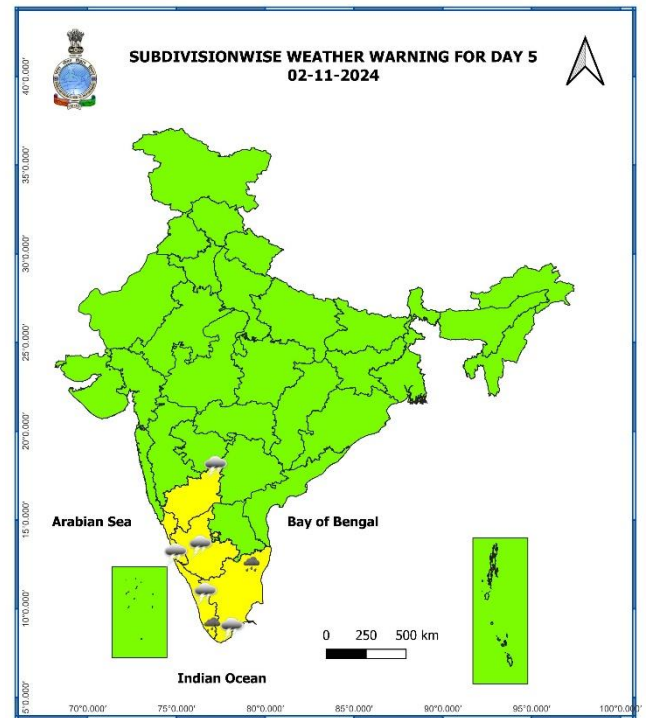 SUBDIVISIONWISE WEATHER WARNING FOR DAY 5
02-11-2024
40°0.000'
35°0.000'
30°0.000'
25°0.000'
20°0.000'
15°0.000'
10°0.000'
5°0.000'
Arabian Sea
Bay of Bengal
0 250 500 km
Indian Ocean
70°0.000' 75°0.000' 80°0.000' 85°0.000' 90°0.000' 95°0.000' 100°0.000'